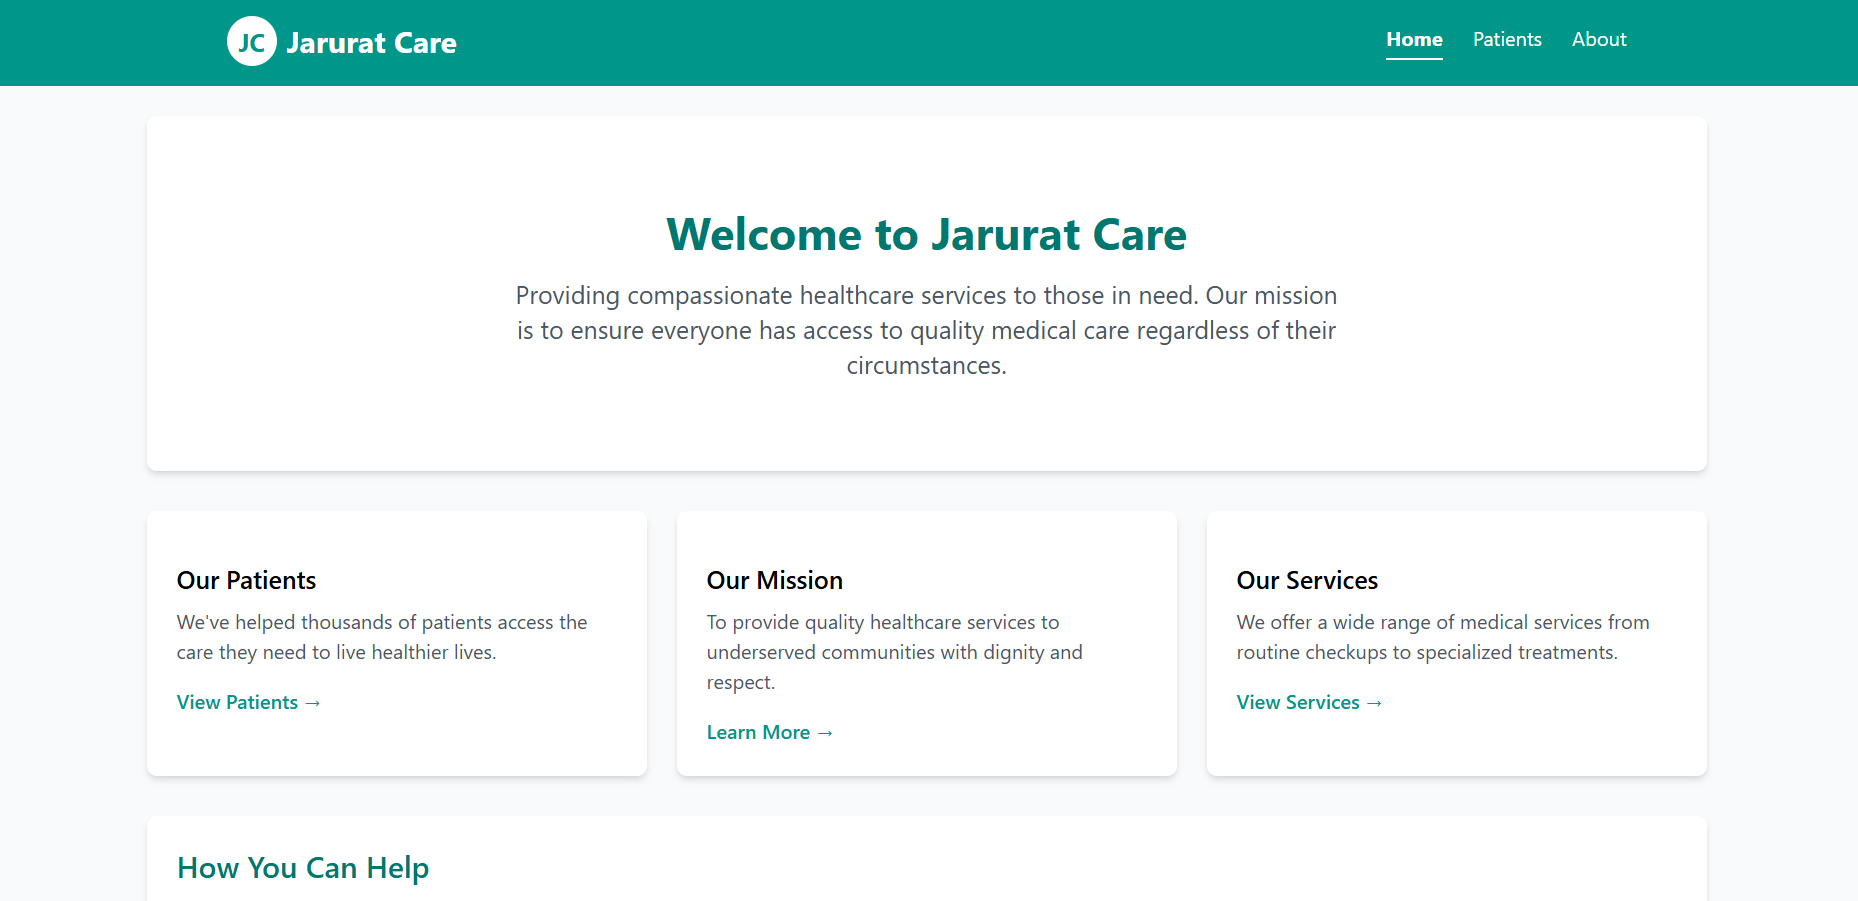 JC Jarurat Care
Home Patients About
Welcome to Jarurat Care
Providing compassionate healthcare services to those in need. Our mission
is to ensure everyone has access to quality medical care regardless of their
circumstances.
Our Patients
We've helped thousands of patients access the
care they need to live healthier lives.
View Patients →
Our Mission
To provide quality healthcare services to
underserved communities with dignity and
respect.
Learn More →
Our Services
We offer a wide range of medical services from
routine checkups to specialized treatments.
View Services →
How You Can Help